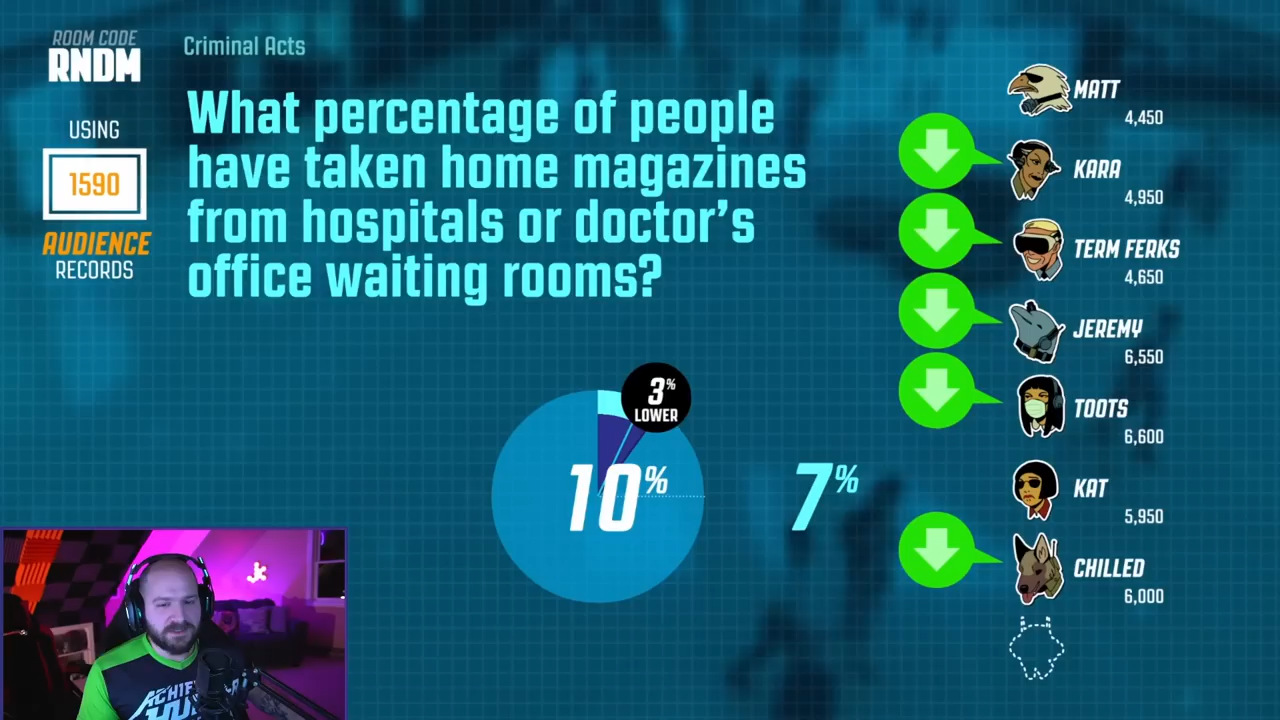 ROOM CODE
RNDM
Criminal Acts
What percentage of people
have taken home magazines
from hospitals or doctor's
office waiting rooms?
USING
1590
AUDIENCE
RECORDS
3%
LOWER
10%
7%
MATT
4,450
KARA
4,950
TERM FERKS
4,650
JEREMY
6,550
TOOTS
6,600
KAT
5,950
CHILLED
6,000
JK